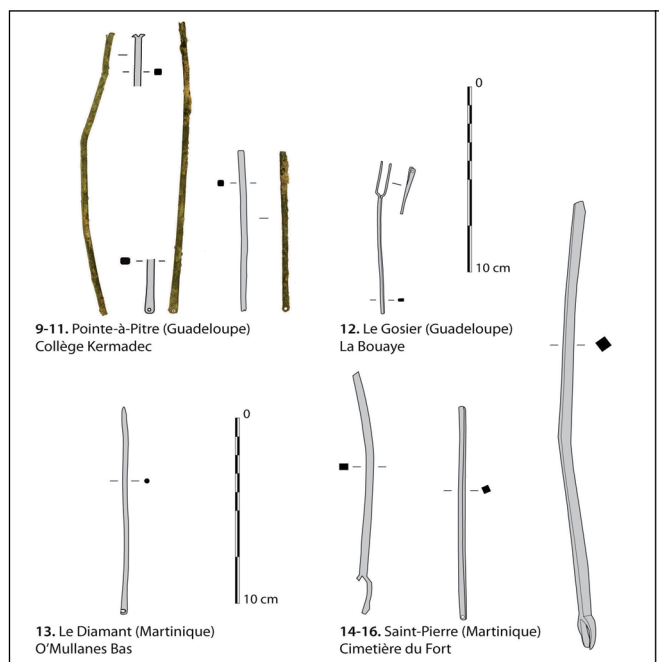 0
10 cm
9-11. Pointe-à-Pitre (Guadeloupe)
Collège Kermadec
12. Le Gosier (Guadeloupe)
La Bouaye
0
10 cm
13. Le Diamant (Martinique)
O'Mullanes Bas
14-16. Saint-Pierre (Martinique)
Cimetière du Fort